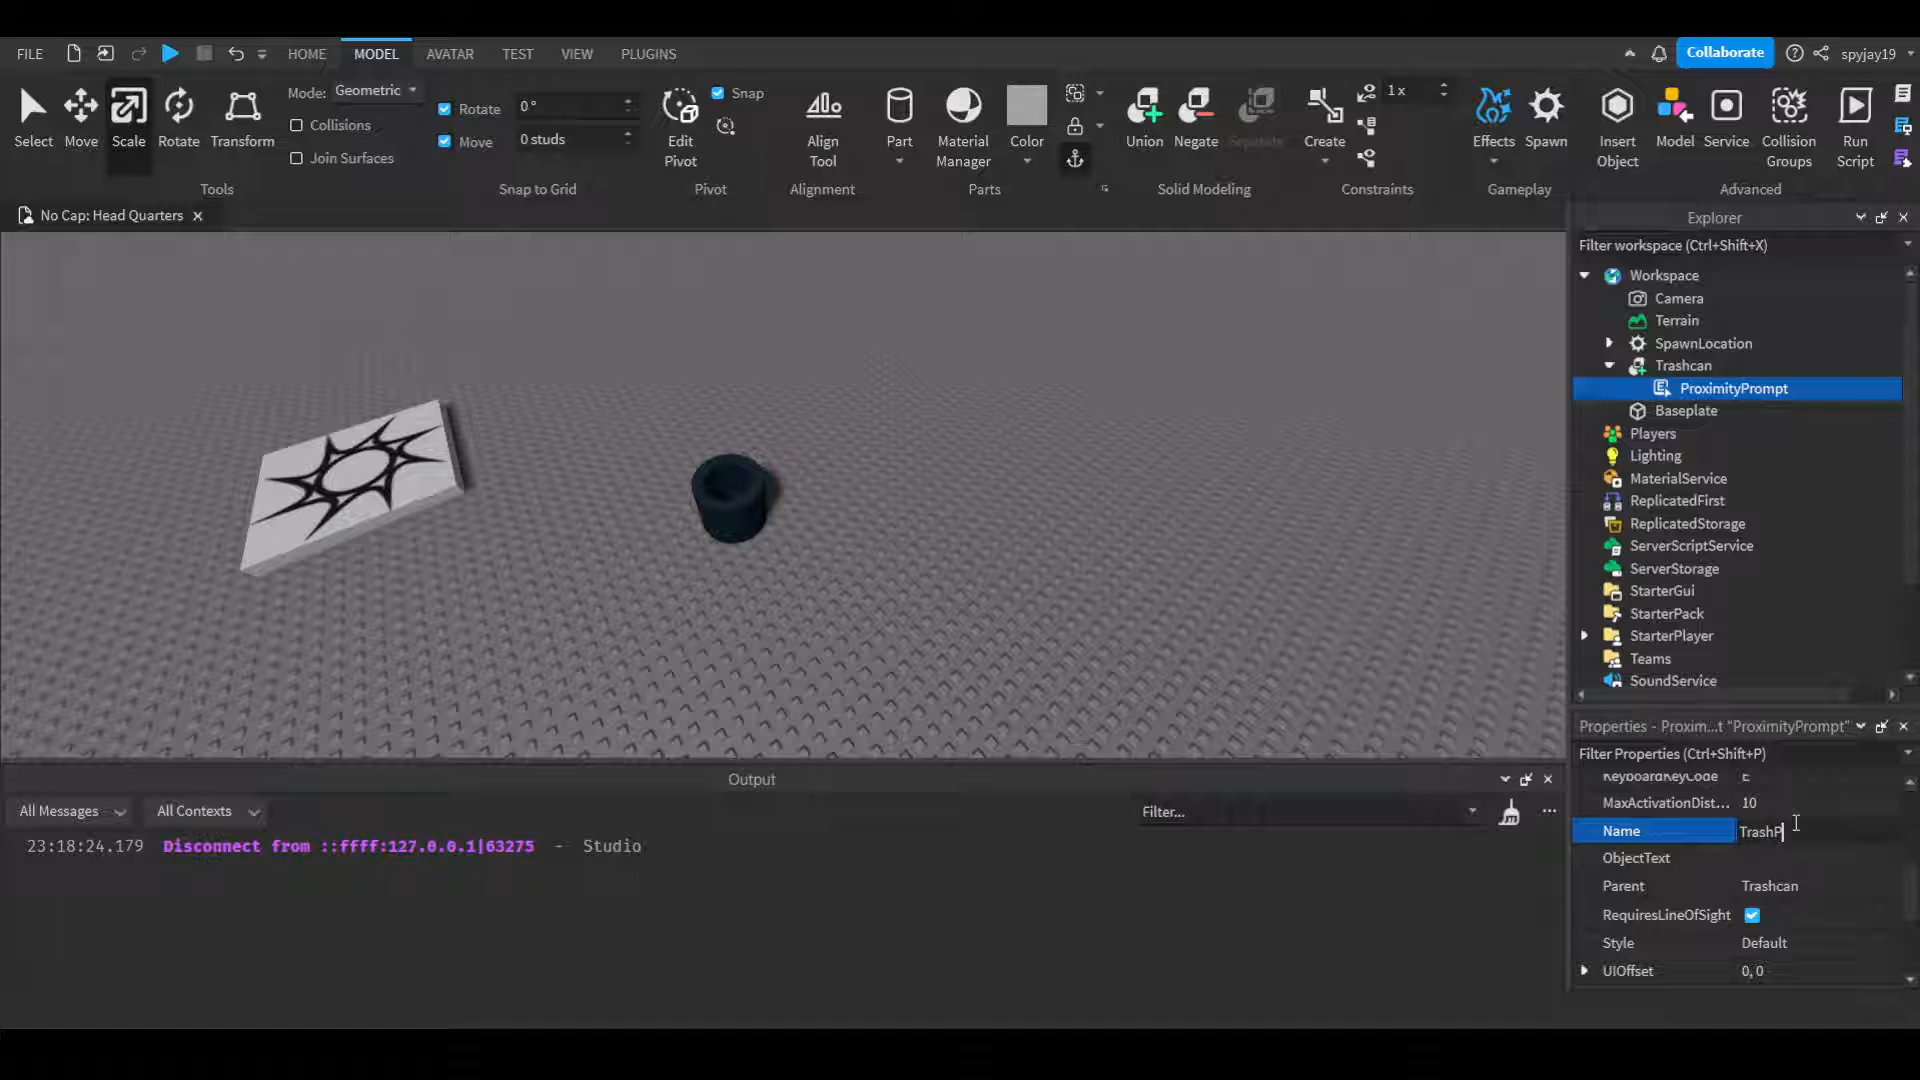 FILE HOME MODEL AVATAR TEST VIEW PLUGINS Collaborate spyjay19
Select Move Scale Rotate Transform
Mode: Geometric
Collisions
Join Surfaces
Tools
Rotate 0°
Move 0 studs
Snap to Grid
Edit Pivot
Snap
Pivot
Align Tool
Alignment
Part
Material Manager
Color
Parts
Union Negate Separate
Solid Modeling
Create
1 x
Constraints
Effects Spawn
Gameplay
Insert Object
Model Service
Collision Groups
Run Script
Advanced
No Cap: Head Quarters
Explorer
Filter workspace (Ctrl+Shift+X)
Workspace
Camera
Terrain
SpawnLocation
Trashcan
ProximityPrompt
Baseplate
Players
Lighting
MaterialService
ReplicatedFirst
ReplicatedStorage
ServerScriptService
ServerStorage
StarterGui
StarterPack
StarterPlayer
Teams
SoundService
Properties - Proxim...t "ProximityPrompt"
Filter Properties (Ctrl+Shift+P)
KeyboardKeyCode E
MaxActivationDist... 10
Name TrashP
ObjectText
Parent Trashcan
RequiresLineOfSight
Style Default
UIOffset 0, 0
Output
All Messages All Contexts Filter... ...
23:18:24.179 Disconnect from ::ffff:127.0.0.1|63275 - Studio